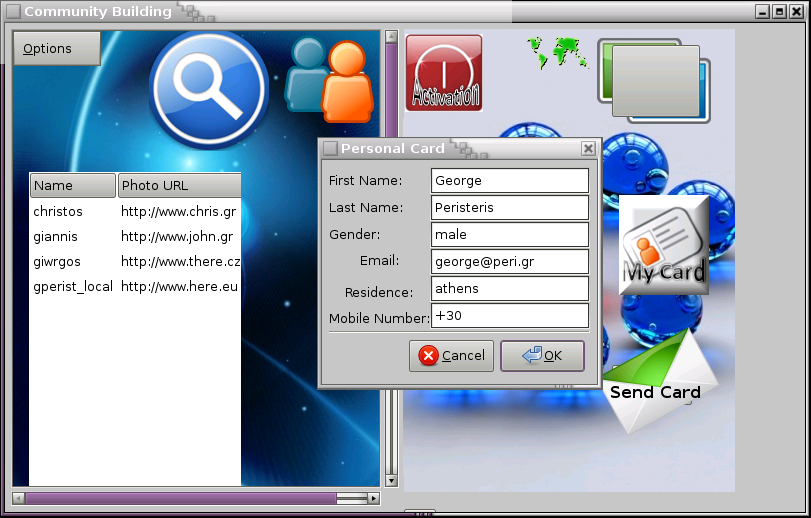 Community Building
Options
Activation
Name Photo URL
christos http://www.chris.gr
giannis http://www.john.gr
giwrgos http://www.there.cz
gperist_local http://www.here.eu
Personal Card
First Name: George
Last Name: Peristeris
Gender: male
Email: george@peri.gr
Residence: athens
Mobile Number: +30
Cancel OK
My Card
Send Card